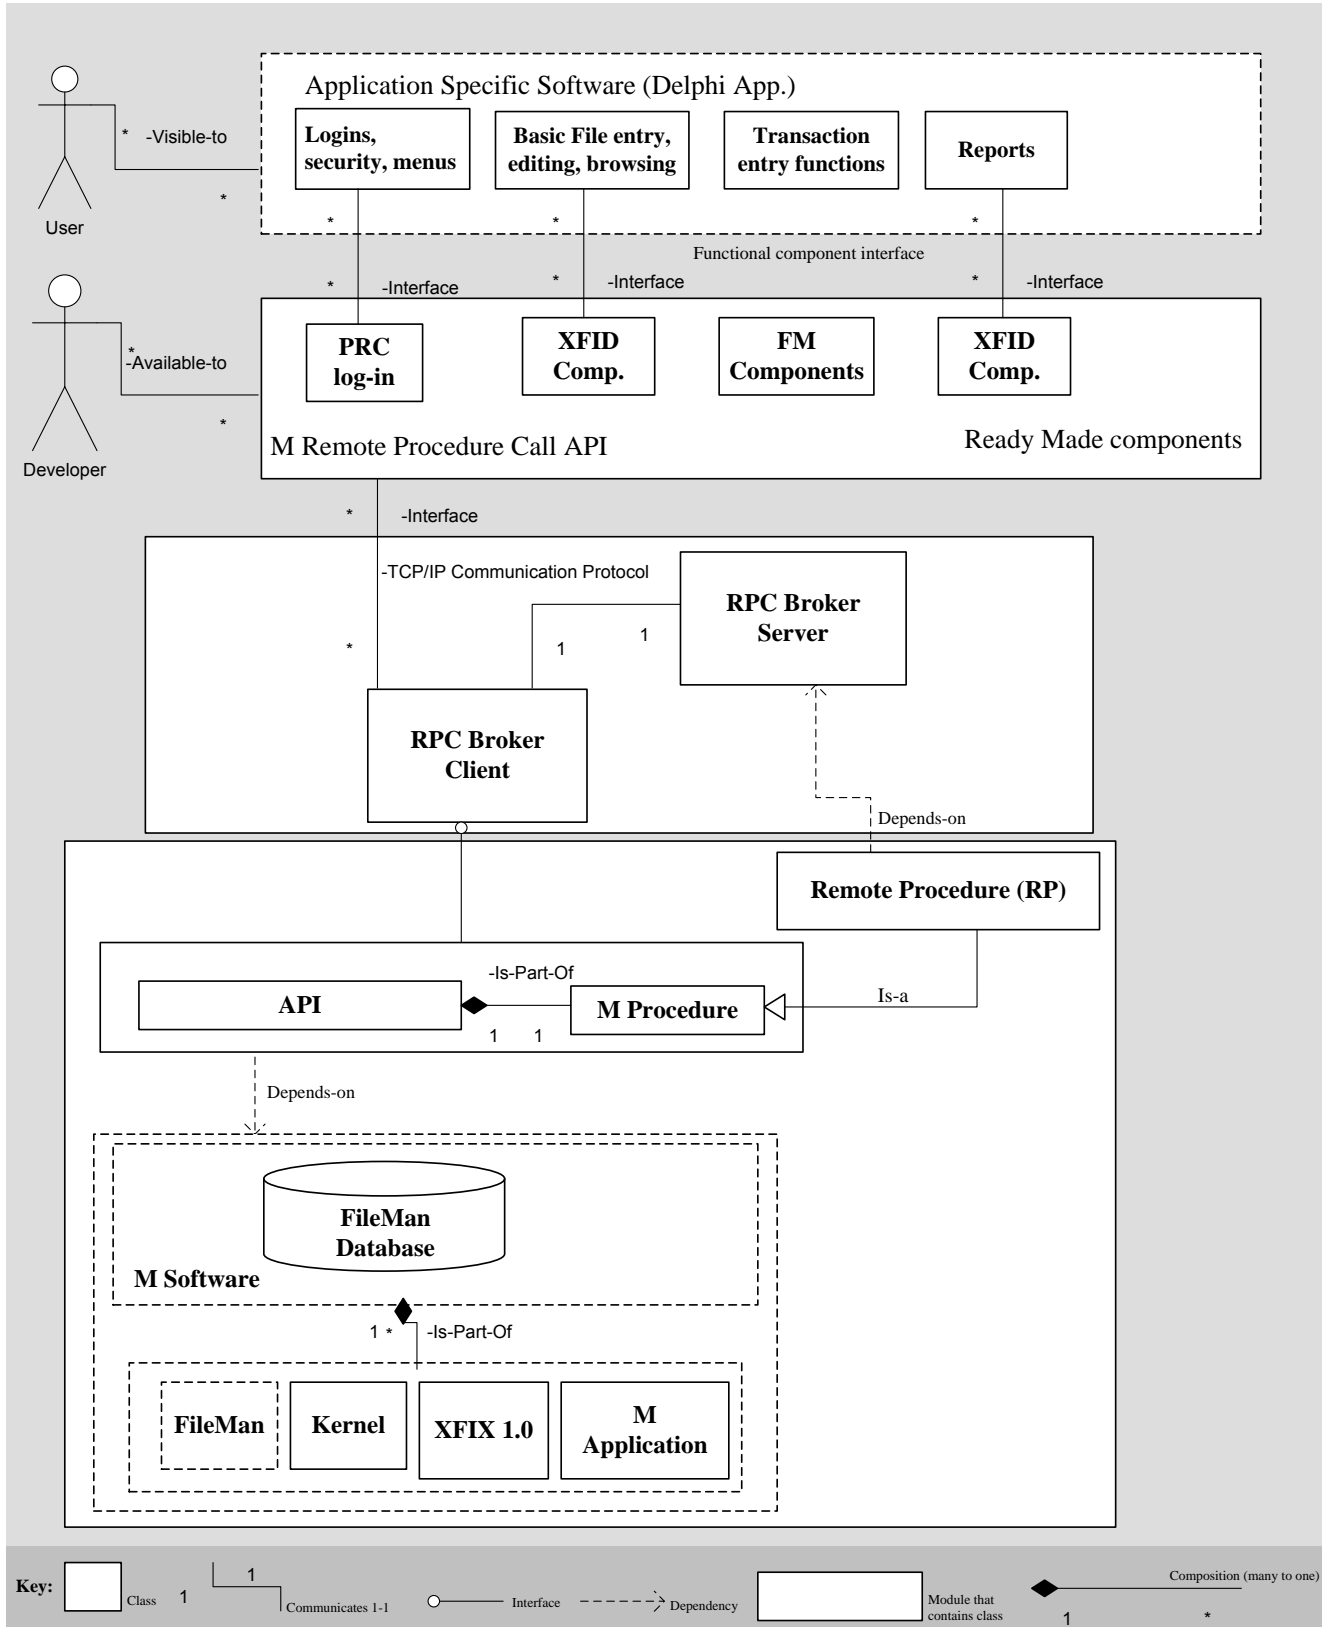 Application Specific Software (Delphi App.)
Logins,
security, menus
Basic File entry,
editing, browsing
Transaction
entry functions
Reports
*
-Visible-to
*
User
*
*
*
Functional component interface
*
-Interface
*
-Interface
*
-Interface
PRC
log-in
XFID
Comp.
FM
Components
XFID
Comp.
*
-Available-to
*
Developer
M Remote Procedure Call API
Ready Made components
*
-Interface
-TCP/IP Communication Protocol
RPC Broker
Server
1
1
*
RPC Broker
Client
Depends-on
Remote Procedure (RP)
-Is-Part-Of
API
M Procedure
Is-a
1
1
Depends-on
FileMan
Database
M Software
1
*
-Is-Part-Of
FileMan
Kernel
XFIX 1.0
M
Application
Key:
Class
1
1
Communicates 1-1
Interface
Dependency
Module that
contains class
Composition (many to one)
1
*